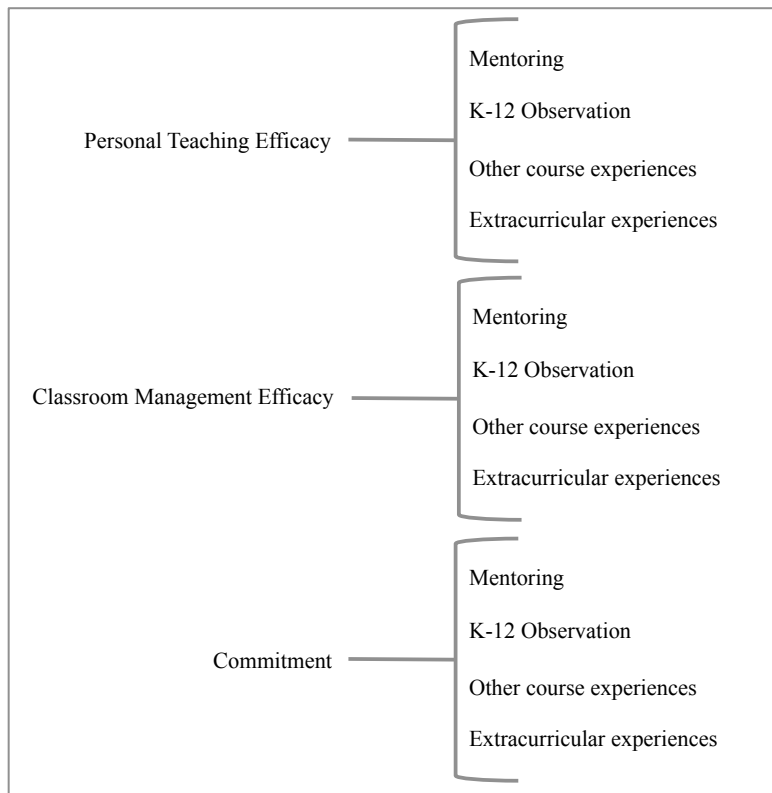 Mentoring
K-12 Observation
Personal Teaching Efficacy
Other course experiences
Extracurricular experiences
Mentoring
K-12 Observation
Classroom Management Efficacy
Other course experiences
Extracurricular experiences
Mentoring
K-12 Observation
Commitment
Other course experiences
Extracurricular experiences